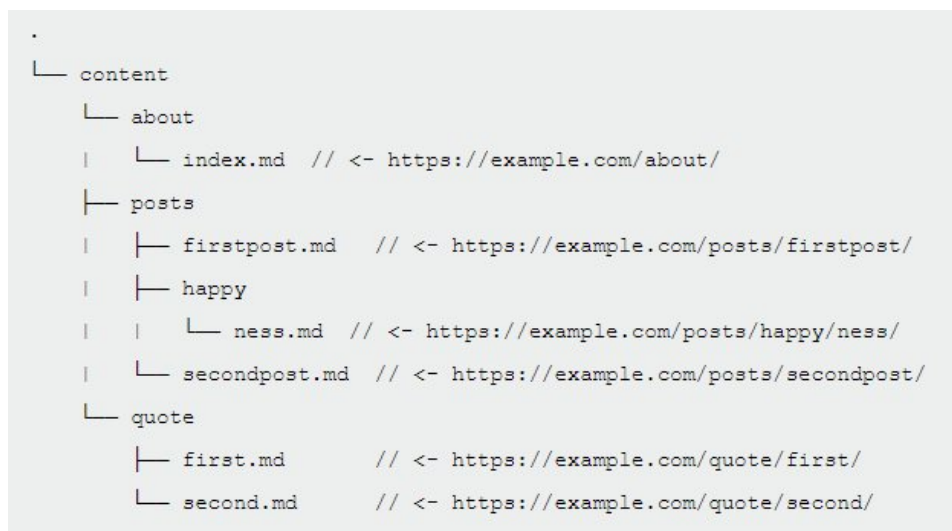 .
└── content
    └── about
    |   └── index.md  // <- https://example.com/about/
    ├── posts
    |   ├── firstpost.md   // <- https://example.com/posts/firstpost/
    |   ├── happy
    |   |   └── ness.md  // <- https://example.com/posts/happy/ness/
    |   └── secondpost.md  // <- https://example.com/posts/secondpost/
    └── quote
        ├── first.md       // <- https://example.com/quote/first/
        └── second.md      // <- https://example.com/quote/second/